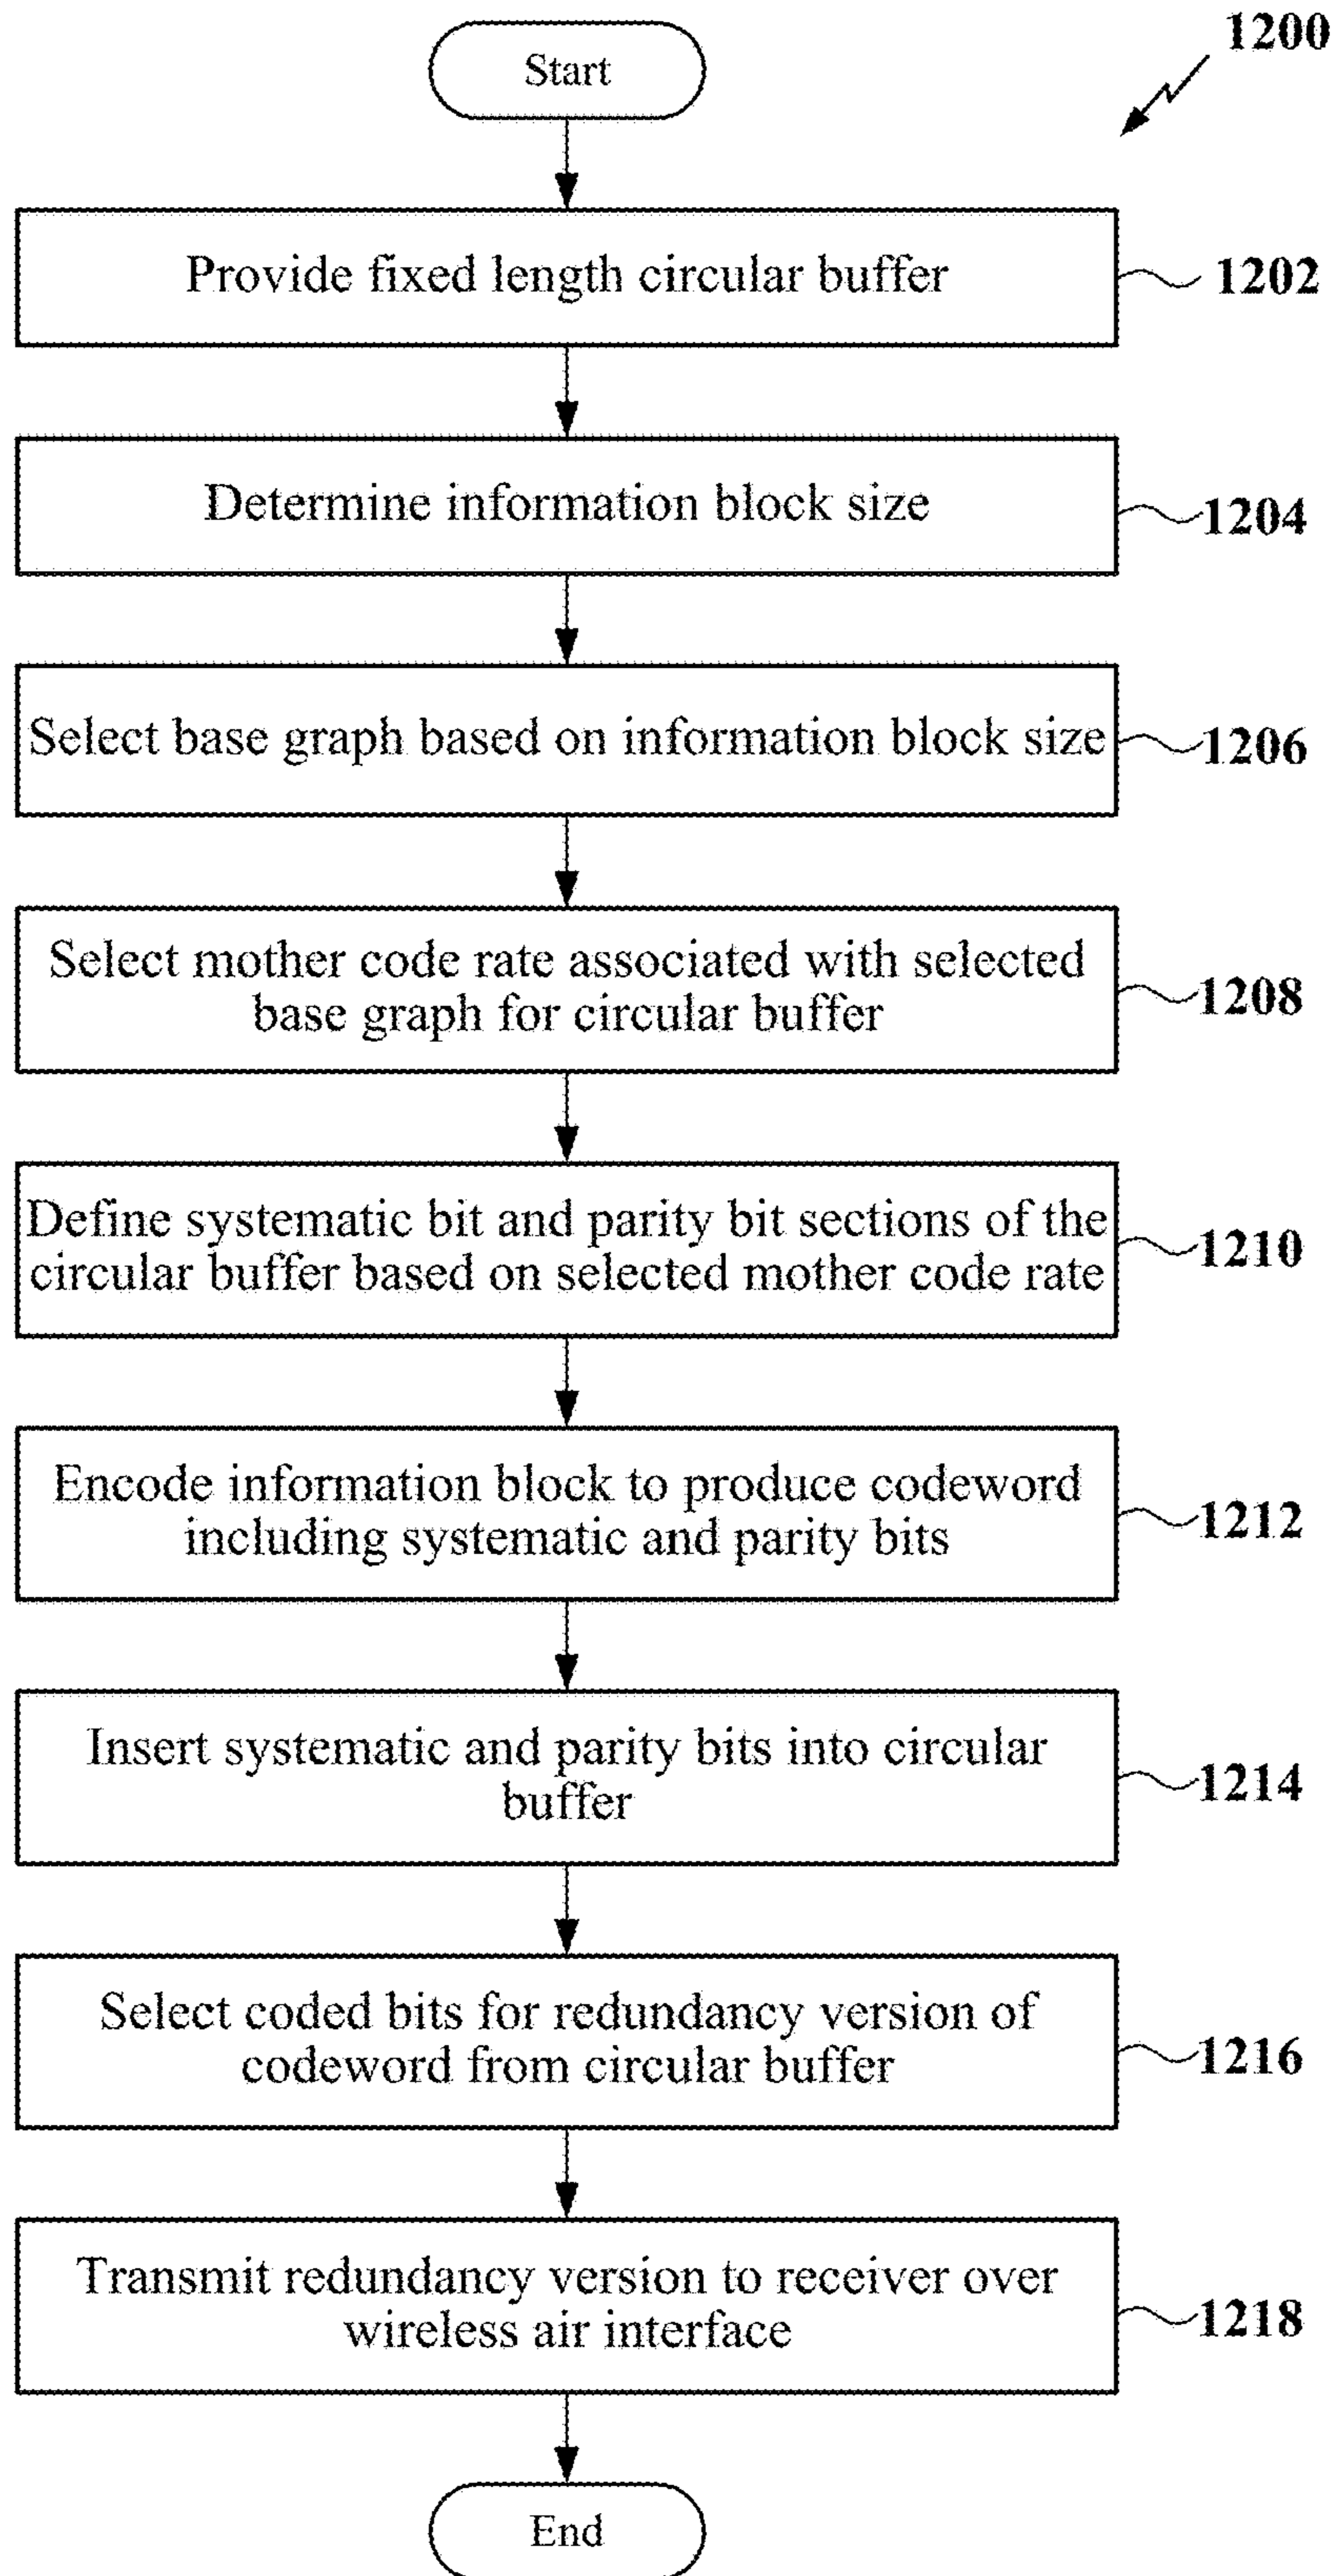 1200
Start
Provide fixed length circular buffer
1202
Determine information block size
1204
Select base graph based on information block size
1206
Select mother code rate associated with selected
base graph for circular buffer
1208
Define systematic bit and parity bit sections of the
circular buffer based on selected mother code rate
1210
Encode information block to produce codeword
including systematic and parity bits
1212
Insert systematic and parity bits into circular
buffer
1214
Select coded bits for redundancy version of
codeword from circular buffer
1216
Transmit redundancy version to receiver over
wireless air interface
1218
End